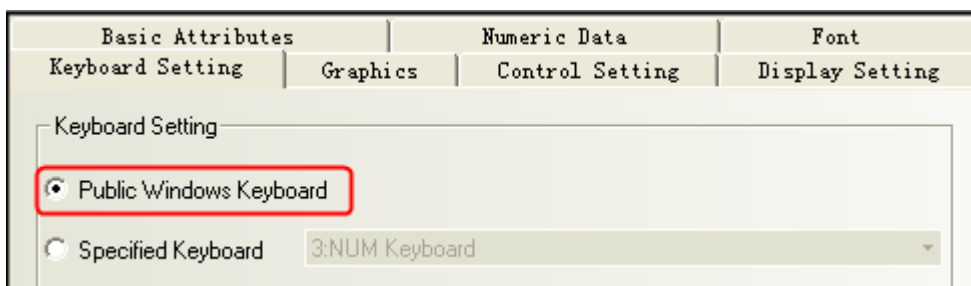 Basic Attributes Numeric Data Font
Keyboard Setting Graphics Control Setting Display Setting
Keyboard Setting
Public Windows Keyboard
Specified Keyboard 3:NUM Keyboard